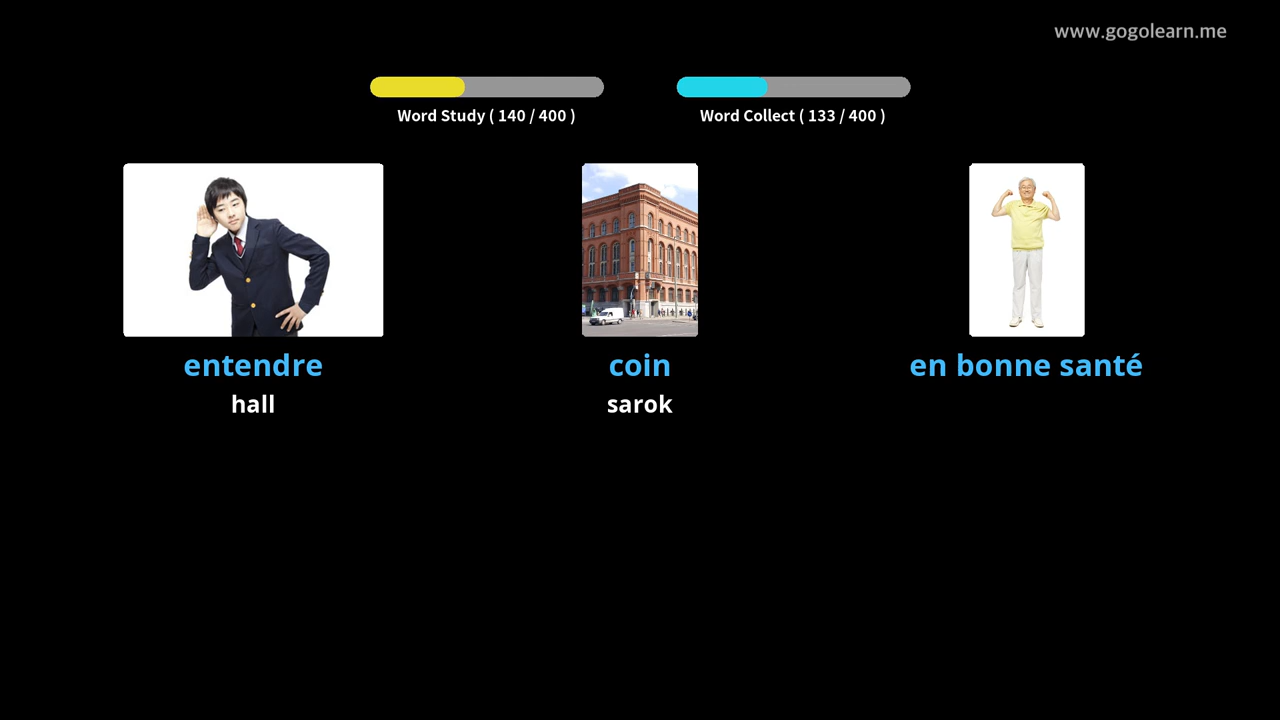 www.gogolearn.me
Word Study ( 140 / 400 )
Word Collect ( 133 / 400 )
entendre
hall
coin
sarok
en bonne santé